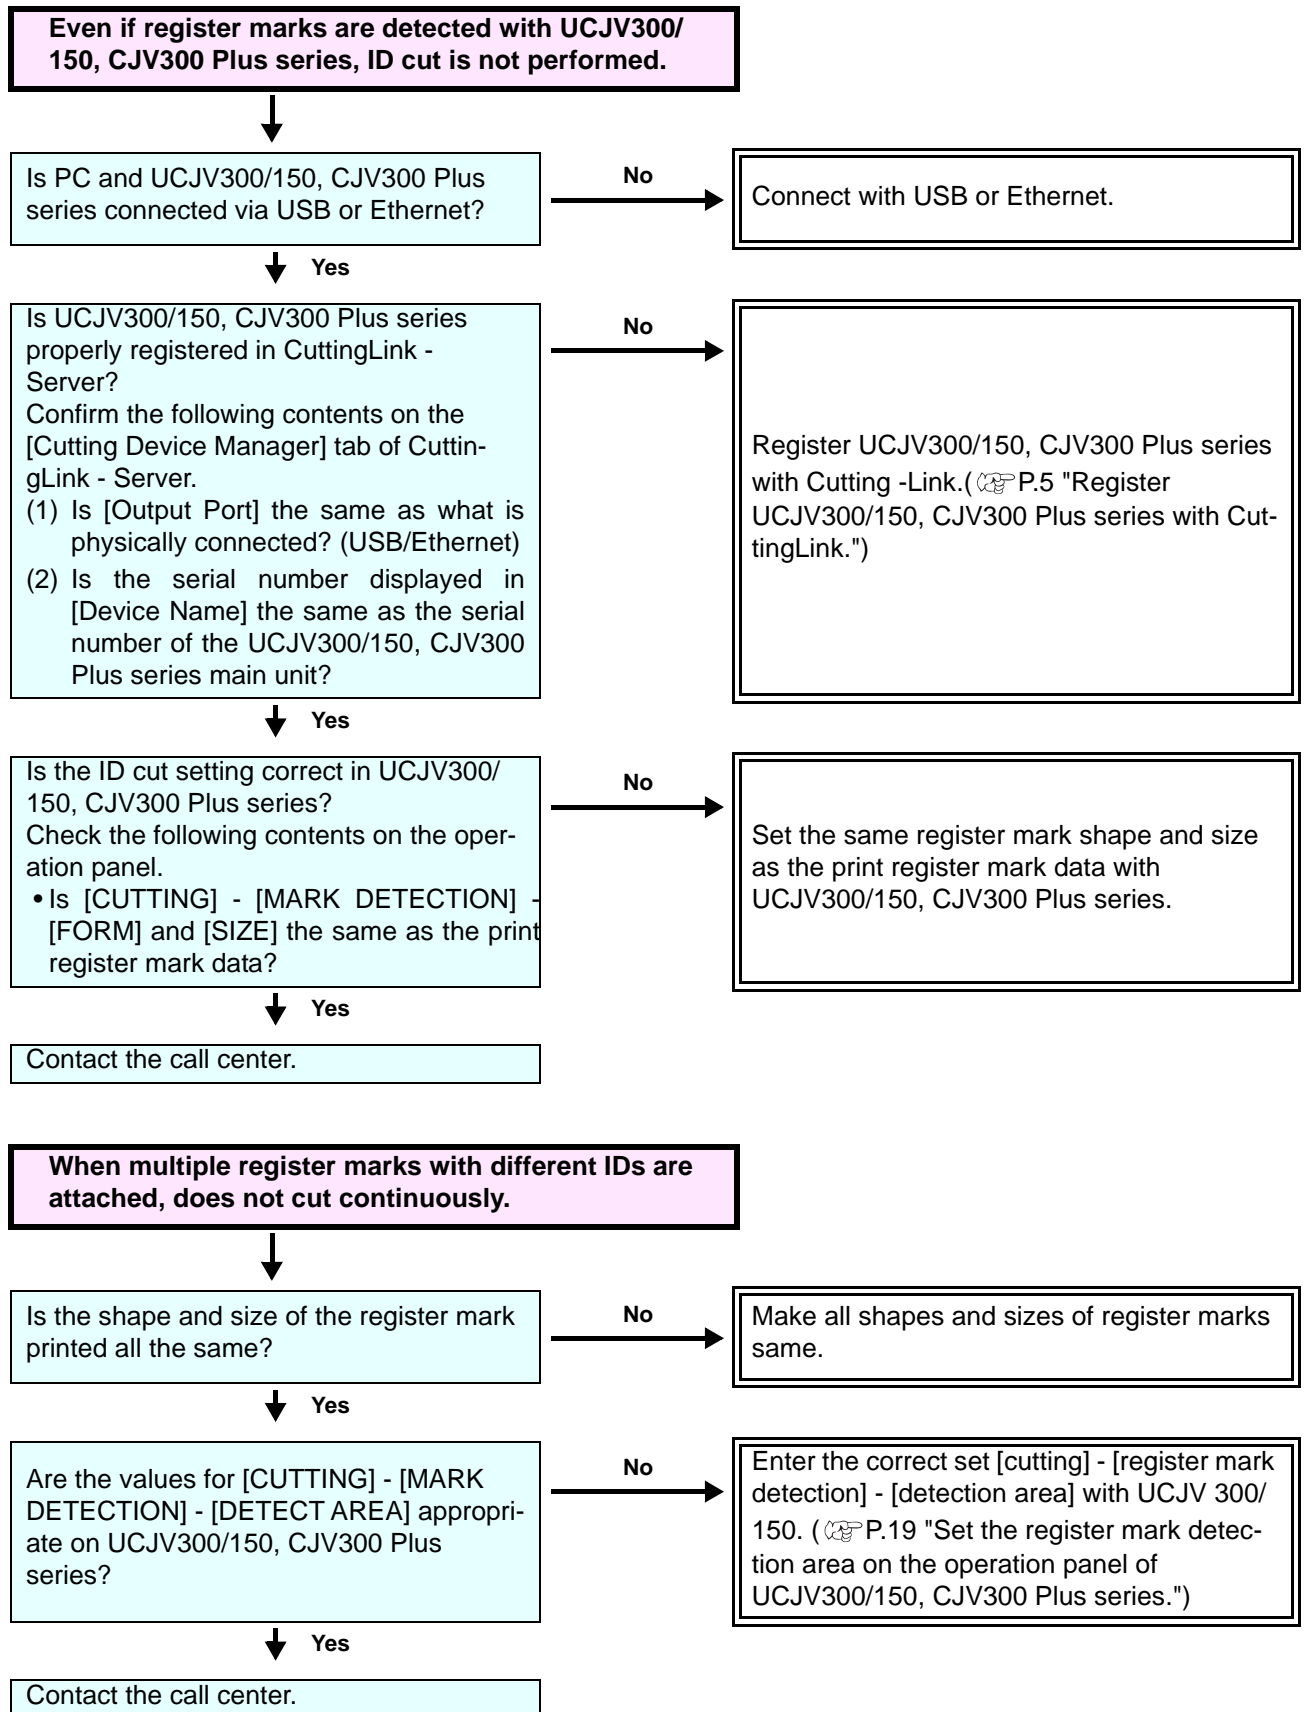 Even if register marks are detected with UCJV300/
150, CJV300 Plus series, ID cut is not performed.
Is PC and UCJV300/150, CJV300 Plus
series connected via USB or Ethernet?
No
Connect with USB or Ethernet.
Yes
Is UCJV300/150, CJV300 Plus series
properly registered in CuttingLink -
Server?
Confirm the following contents on the
[Cutting Device Manager] tab of Cuttin-
gLink - Server.
(1) Is [Output Port] the same as what is
physically connected? (USB/Ethernet)
(2) Is the serial number displayed in
[Device Name] the same as the serial
number of the UCJV300/150, CJV300
Plus series main unit?
No
Register UCJV300/150, CJV300 Plus series
with Cutting -Link.( P.5 "Register
UCJV300/150, CJV300 Plus series with Cut-
tingLink.")
Yes
Is the ID cut setting correct in UCJV300/
150, CJV300 Plus series?
Check the following contents on the oper-
ation panel.
• Is [CUTTING] - [MARK DETECTION] -
[FORM] and [SIZE] the same as the print
register mark data?
No
Set the same register mark shape and size
as the print register mark data with
UCJV300/150, CJV300 Plus series.
Yes
Contact the call center.
When multiple register marks with different IDs are
attached, does not cut continuously.
Is the shape and size of the register mark
printed all the same?
No
Make all shapes and sizes of register marks
same.
Yes
Are the values for [CUTTING] - [MARK
DETECTION] - [DETECT AREA] appropri-
ate on UCJV300/150, CJV300 Plus
series?
No
Enter the correct set [cutting] - [register mark
detection] - [detection area] with UCJV 300/
150. ( P.19 "Set the register mark detec-
tion area on the operation panel of
UCJV300/150, CJV300 Plus series.")
Yes
Contact the call center.